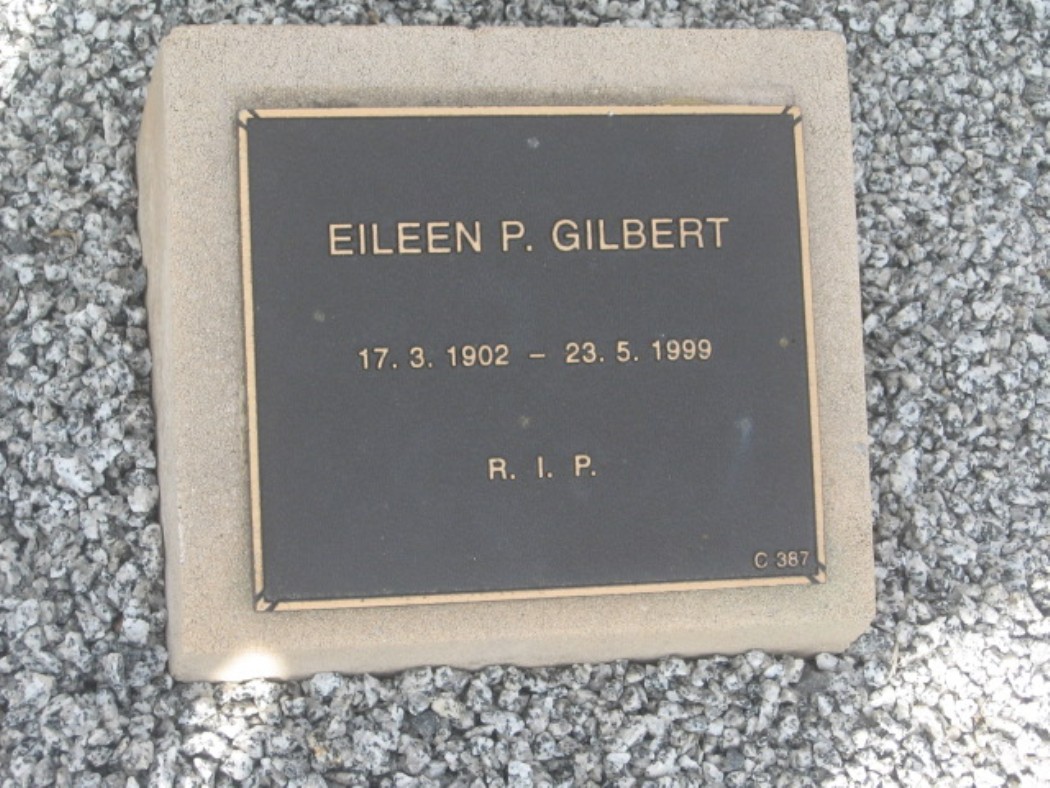 EILEEN P. GILBERT
17. 3. 1902 – 23. 5. 1999
R. I. P.
C 387